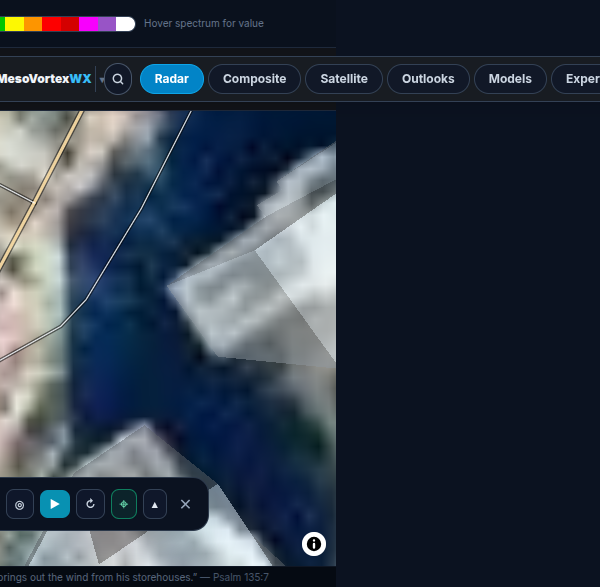 Hover spectrum for value
MesoVortexWX
Radar
Composite
Satellite
Outlooks
Models
Exper
brings out the wind from his storehouses.” — Psalm 135:7